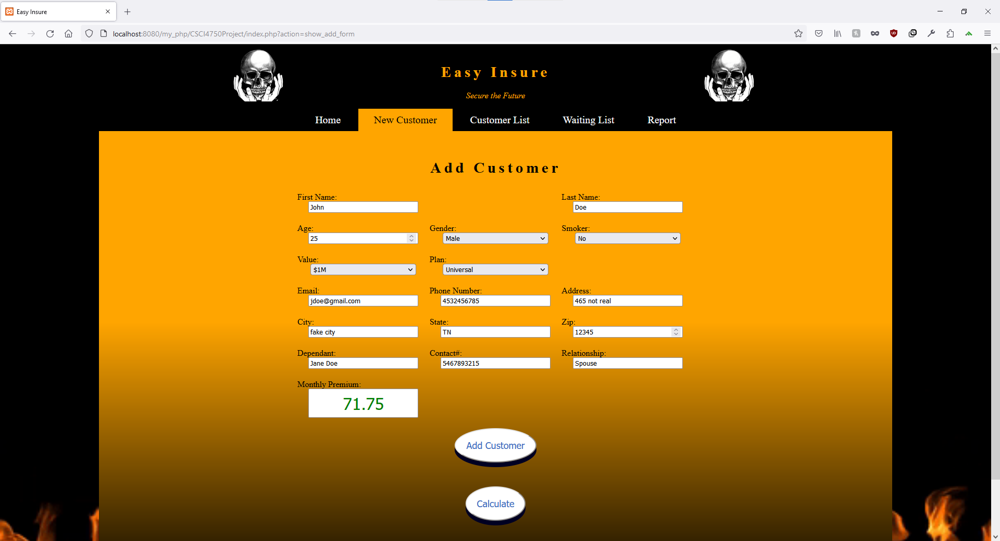 Easy Insure
localhost:8080/my_php/CSCI4750Project/index.php?action=show_add_form
Easy Insure
Secure the Future
Home New Customer Customer List Waiting List Report
Add Customer
First Name: Last Name:
John Doe
Age: Gender: Smoker:
25 Male No
Value: Plan:
$1M Universal
Email: Phone Number: Address:
jdoe@gmail.com 4532456785 465 not real
City: State: Zip:
fake city TN 12345
Dependant: Contact#: Relationship:
Jane Doe 5467893215 Spouse
Monthly Premium:
71.75
Add Customer
Calculate